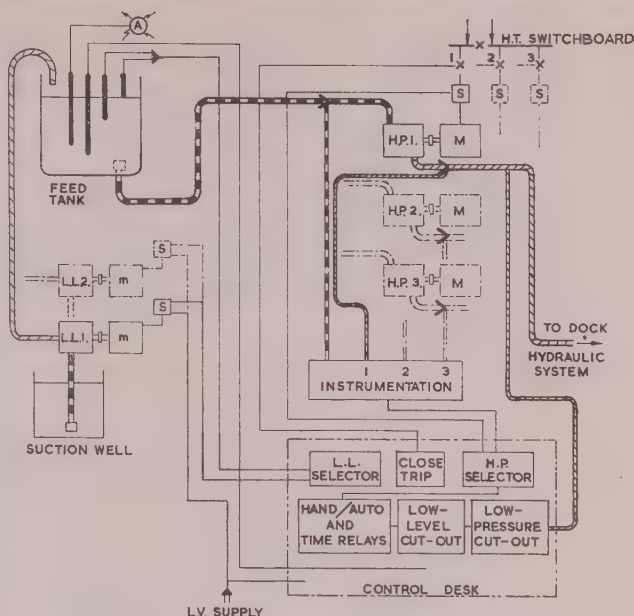 A
H.T. SWITCHBOARD
1
2
3
S
S
S
H.P.1.
M
FEED
TANK
H.P.2.
M
S
L.L.2.
m
H.P.3.
M
S
L.L.1.
m
TO DOCK
HYDRAULIC
SYSTEM
1 2 3
INSTRUMENTATION
SUCTION WELL
L.L.
SELECTOR
CLOSE
TRIP
H.P.
SELECTOR
HAND/AUTO
AND
TIME RELAYS
LOW-
LEVEL
CUT-OUT
LOW-
PRESSURE
CUT-OUT
CONTROL DESK
L.V. SUPPLY